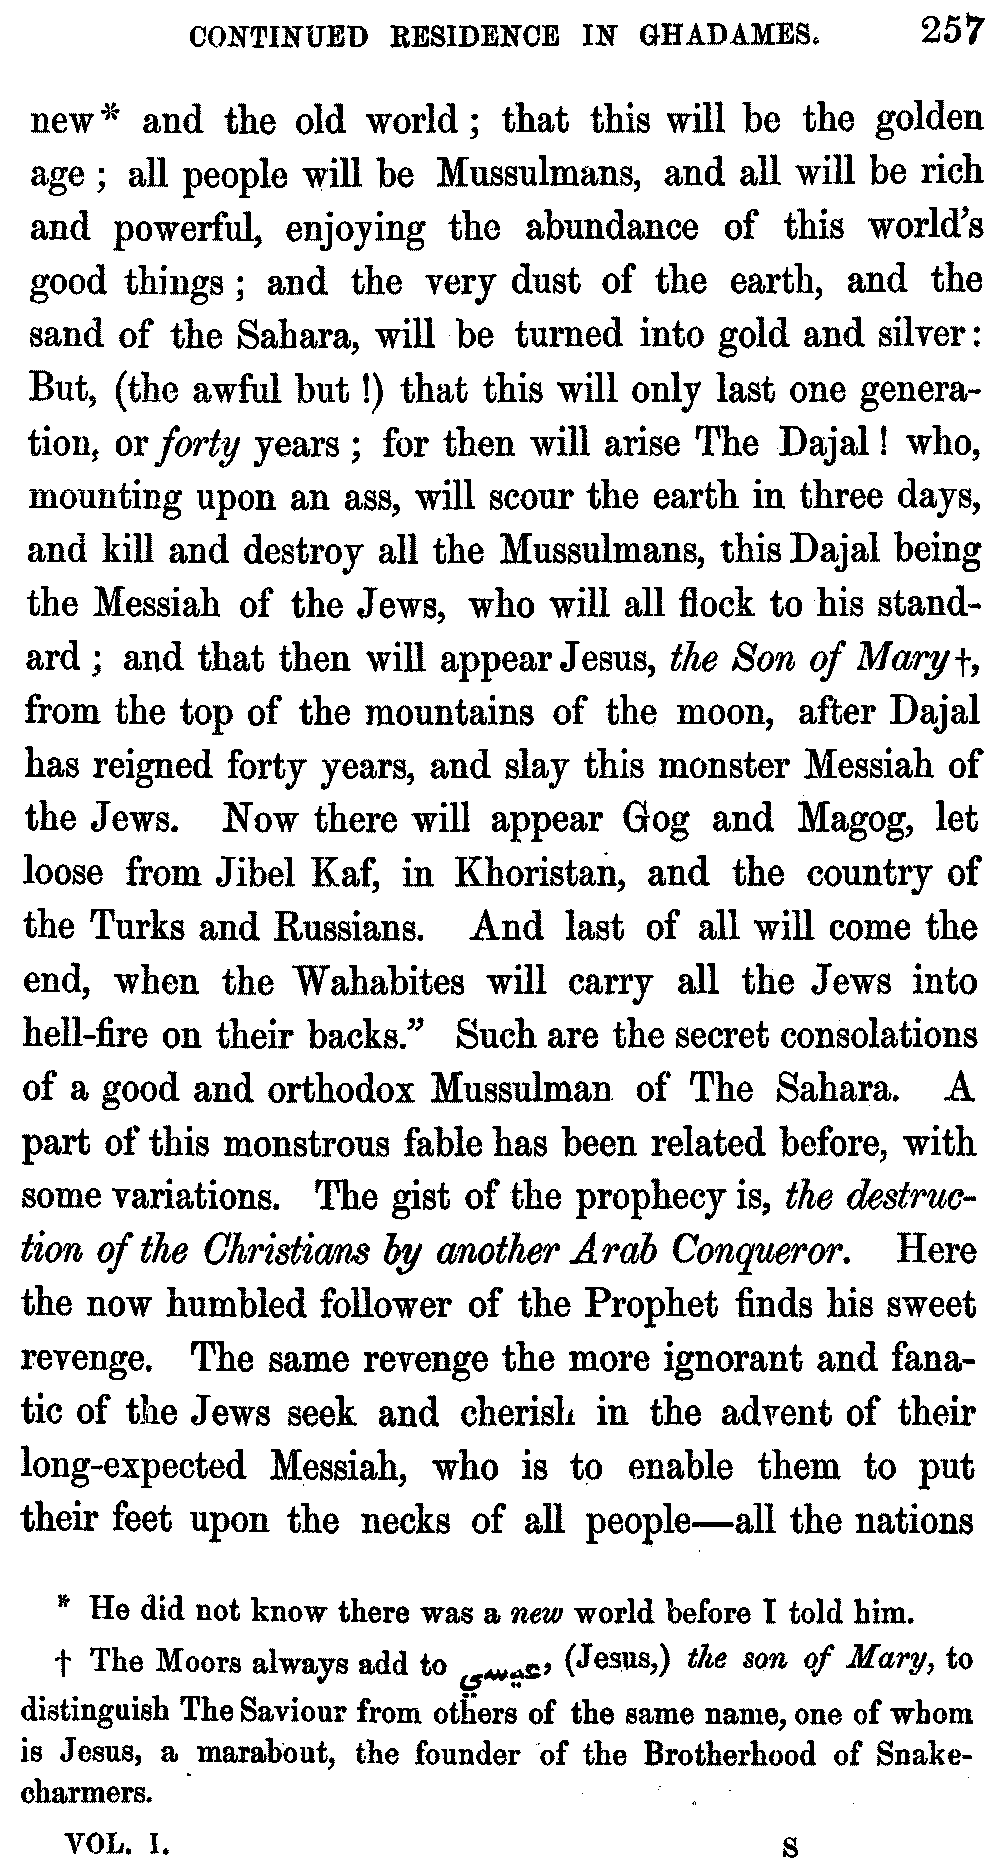 CONTINUED RESIDENCE IN GHADAMES. 257
new* and the old world; that this will be the golden
age; all people will be Mussulmans, and all will be rich
and powerful, enjoying the abundance of this world's
good things; and the very dust of the earth, and the
sand of the Sahara, will be turned into gold and silver:
But, (the awful but!) that this will only last one genera-
tion, or forty years; for then will arise The Dajal! who,
mounting upon an ass, will scour the earth in three days,
and kill and destroy all the Mussulmans, this Dajal being
the Messiah of the Jews, who will all flock to his stand-
ard; and that then will appear Jesus, the Son of Mary†,
from the top of the mountains of the moon, after Dajal
has reigned forty years, and slay this monster Messiah of
the Jews. Now there will appear Gog and Magog, let
loose from Jibel Kaf, in Khoristan, and the country of
the Turks and Russians. And last of all will come the
end, when the Wahabites will carry all the Jews into
hell-fire on their backs." Such are the secret consolations
of a good and orthodox Mussulman of The Sahara. A
part of this monstrous fable has been related before, with
some variations. The gist of the prophecy is, the destruc-
tion of the Christians by another Arab Conqueror. Here
the now humbled follower of the Prophet finds his sweet
revenge. The same revenge the more ignorant and fana-
tic of the Jews seek and cherish in the advent of their
long-expected Messiah, who is to enable them to put
their feet upon the necks of all people—all the nations
* He did not know there was a new world before I told him.
† The Moors always add to عيسى, (Jesus,) the son of Mary, to
distinguish The Saviour from others of the same name, one of whom
is Jesus, a marabout, the founder of the Brotherhood of Snake-
charmers.
VOL. I. S